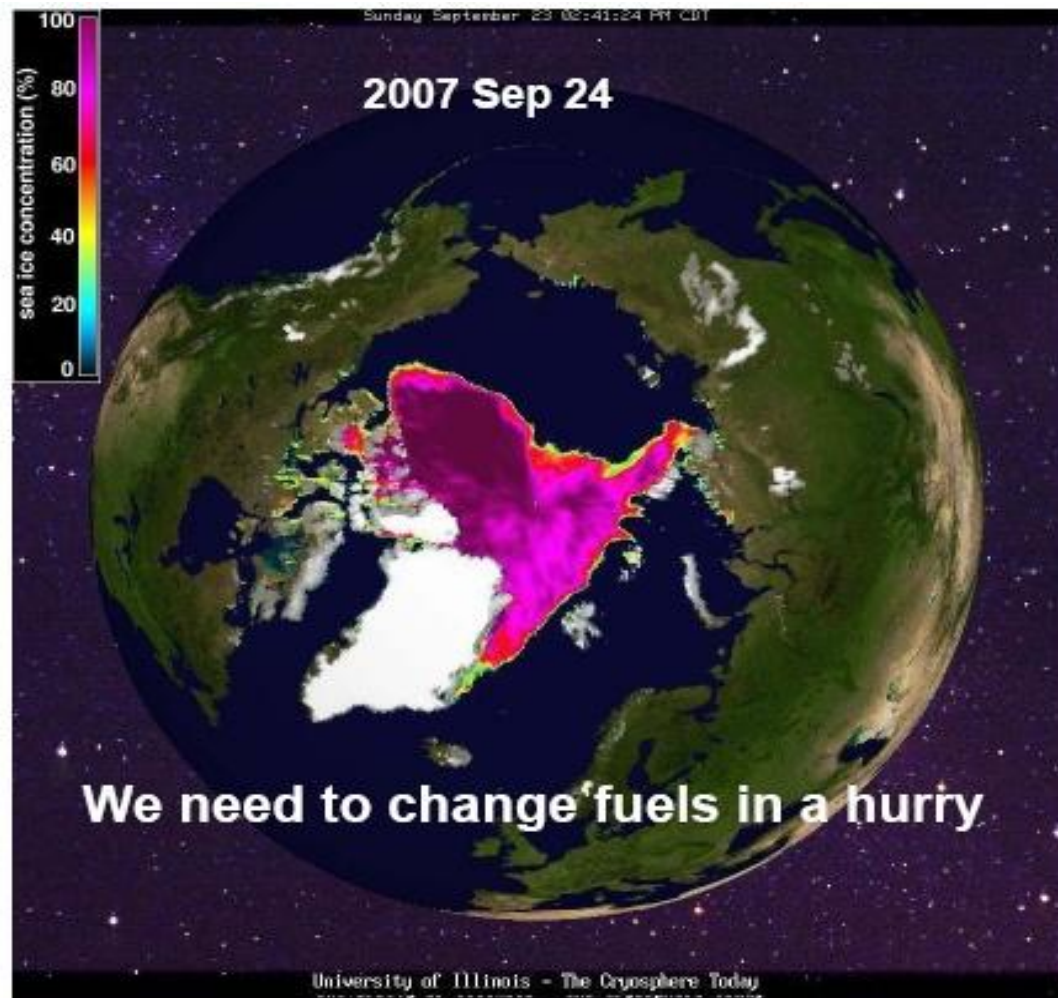 Sunday September 23 02:41:24 PM CDT
100
80
60
40
20
0
sea ice concentration (%)
2007 Sep 24
We need to change fuels in a hurry
University of Illinois - The Cryosphere Today